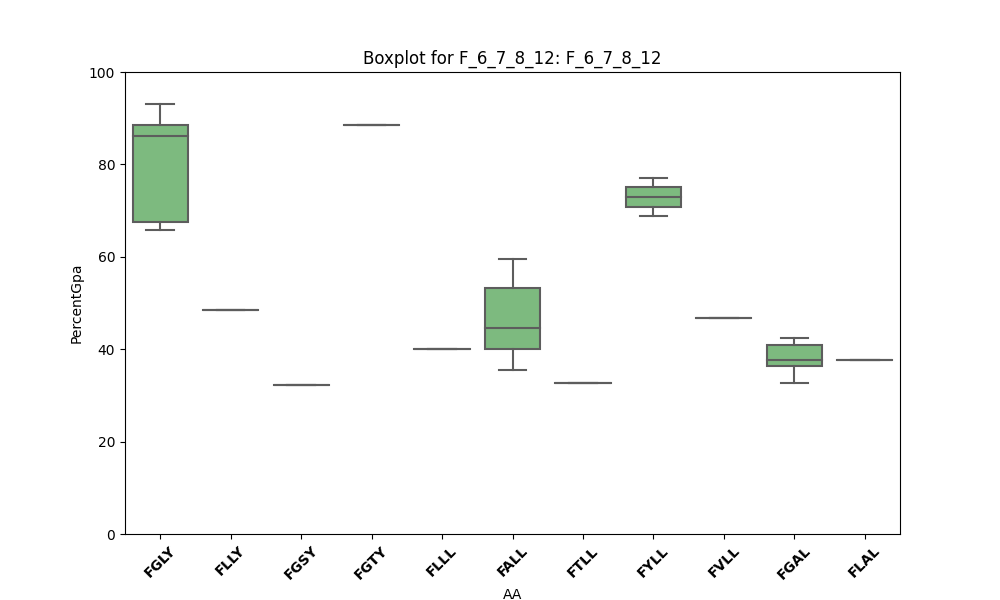 Boxplot for F_6_7_8_12: F_6_7_8_12
100
80
60
40
20
0
PercentGpa
FGLY
FLLY
FGSY
FGTY
FLLL
FALL
FTLL
FYLL
FVLL
FGAL
FLAL
AA